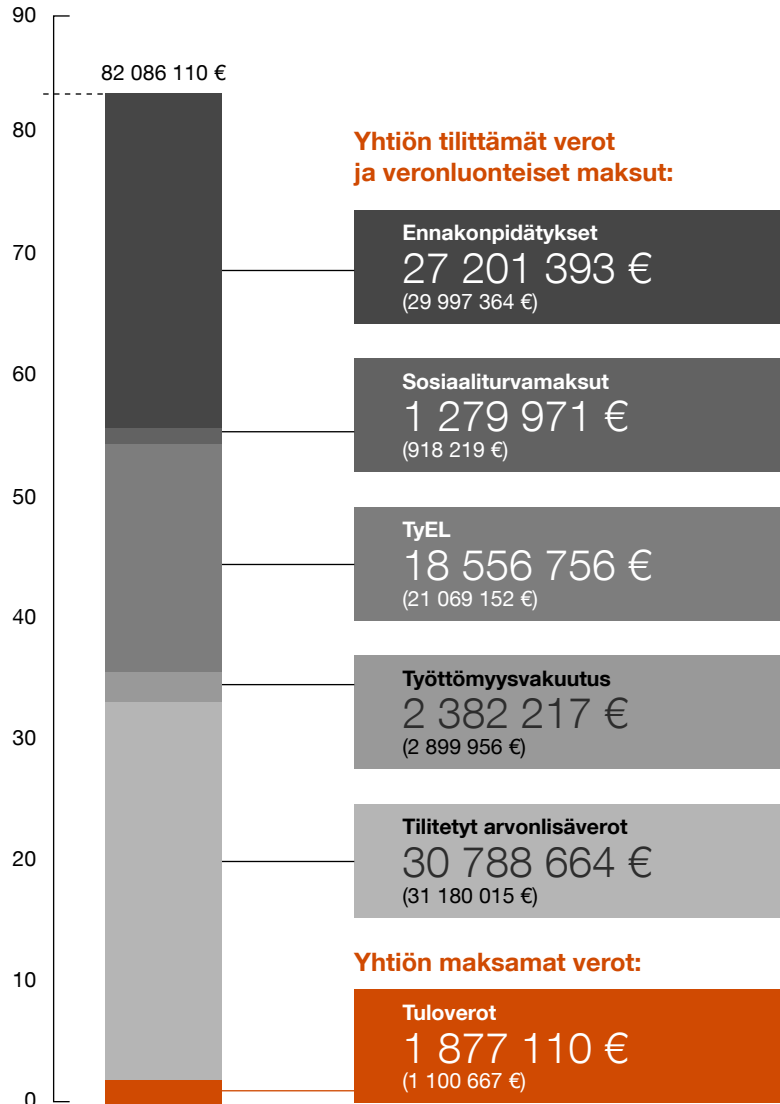 90
82 086 110 €
80
70
60
50
40
30
20
10
0
Yhtiön tilittämät verot
ja veronluonteiset maksut:
Ennakonpidätykset
27 201 393 €
(29 997 364 €)
Sosiaaliturvamaksut
1 279 971 €
(918 219 €)
TyEL
18 556 756 €
(21 069 152 €)
Työttömyysvakuutus
2 382 217 €
(2 899 956 €)
Tilitetyt arvonlisäverot
30 788 664 €
(31 180 015 €)
Yhtiön maksamat verot:
Tuloverot
1 877 110 €
(1 100 667 €)